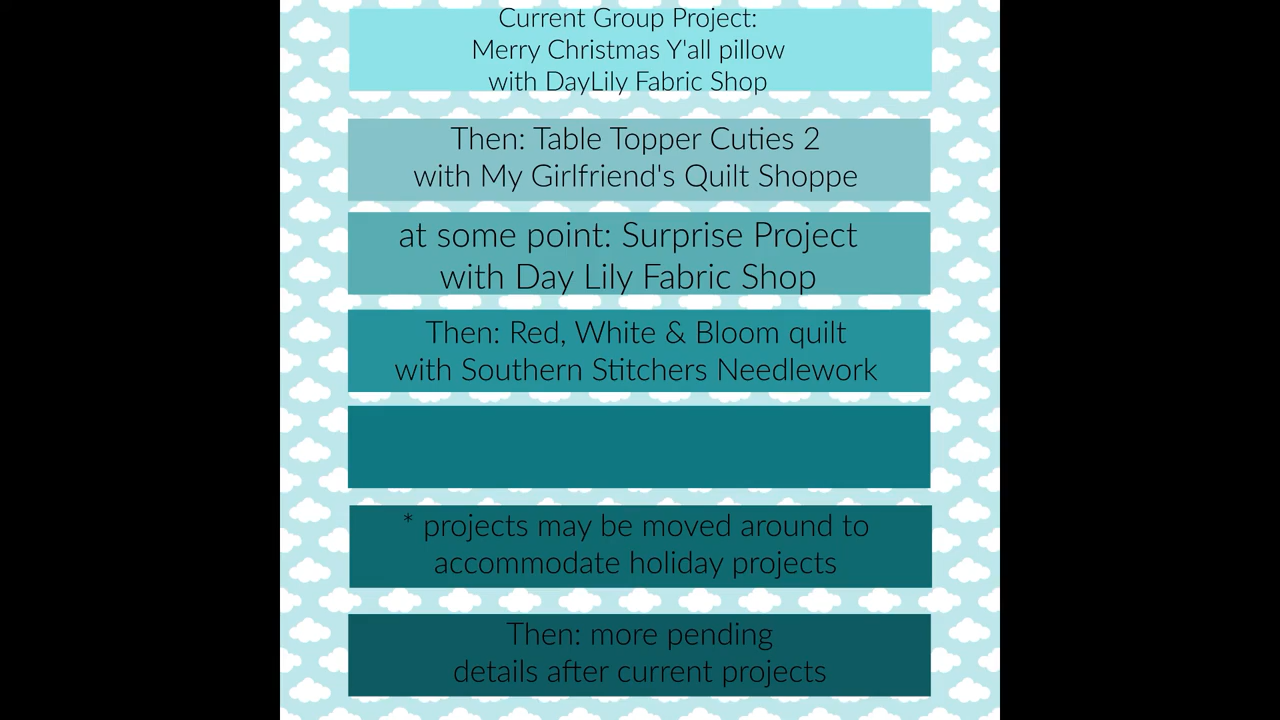 Current Group Project:
Merry Christmas Y'all pillow
with DayLily Fabric Shop
Then: Table Topper Cuties 2
with My Girlfriend's Quilt Shoppe
at some point: Surprise Project
with Day Lily Fabric Shop
Then: Red, White & Bloom quilt
with Southern Stitchers Needlework
* projects may be moved around to
accommodate holiday projects
Then: more pending
details after current projects